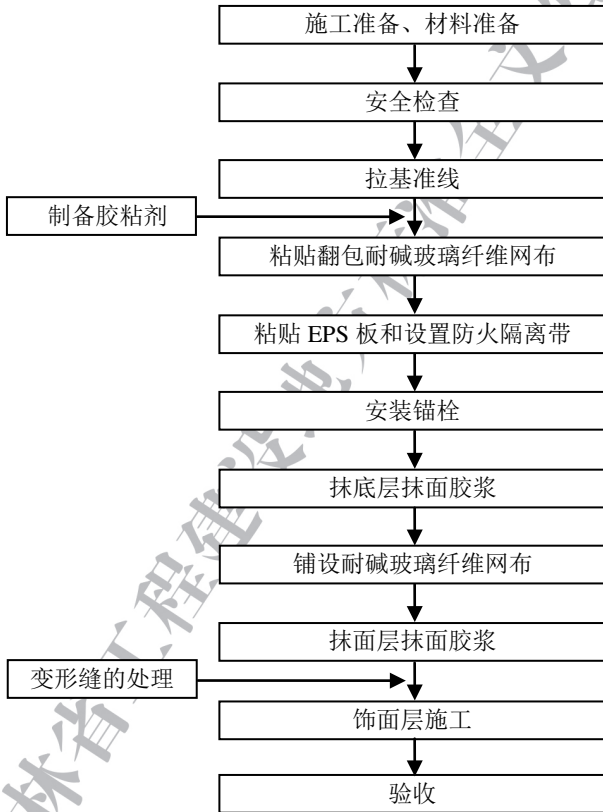 施工准备、材料准备
安全检查
拉基准线
制备胶粘剂
粘贴翻包耐碱玻璃纤维网布
粘贴 EPS 板和设置防火隔离带
安装锚栓
抹底层抹面胶浆
铺设耐碱玻璃纤维网布
抹面层抹面胶浆
变形缝的处理
饰面层施工
验收